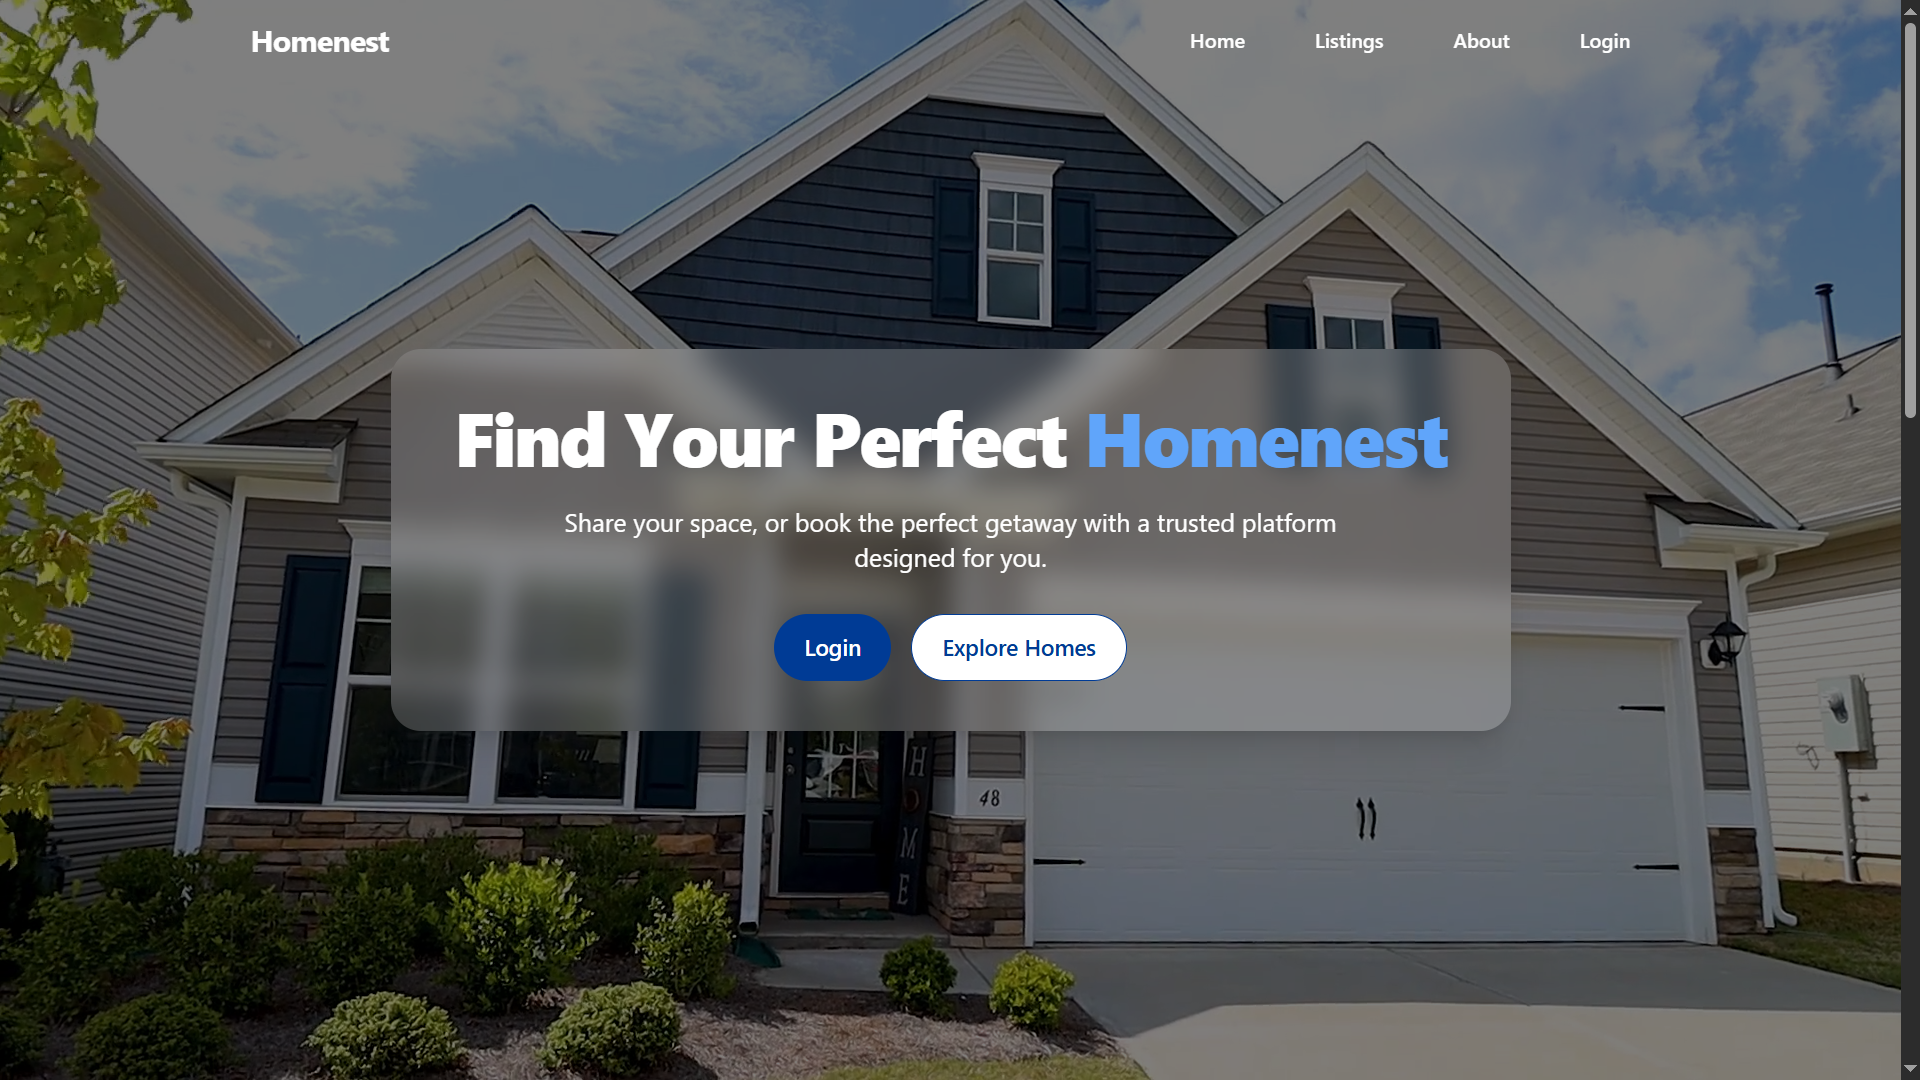 Homenest
Home
Listings
About
Login
Find Your Perfect Homenest
Share your space, or book the perfect getaway with a trusted platform
designed for you.
Login
Explore Homes
48
HOME